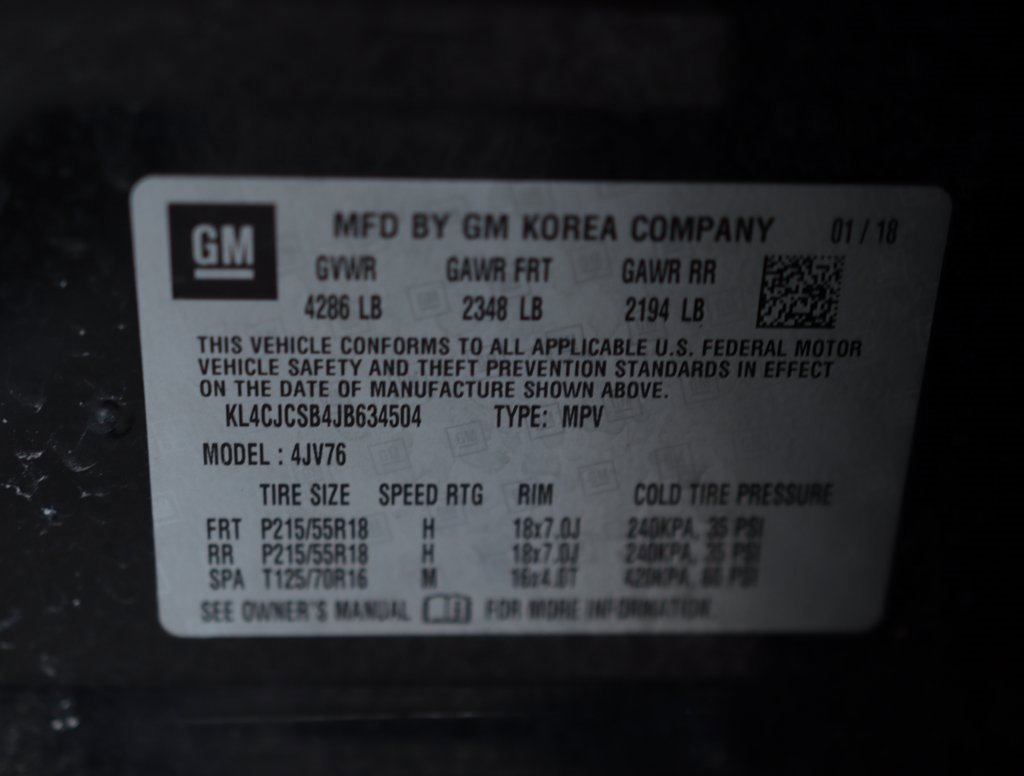 GM
MFD BY GM KOREA COMPANY 01 / 18
GVWR GAWR FRT GAWR RR
4286 LB 2348 LB 2194 LB
THIS VEHICLE CONFORMS TO ALL APPLICABLE U.S. FEDERAL MOTOR
VEHICLE SAFETY AND THEFT PREVENTION STANDARDS IN EFFECT
ON THE DATE OF MANUFACTURE SHOWN ABOVE.
KL4CJCSB4JB634504 TYPE: MPV
MODEL : 4JV76
TIRE SIZE SPEED RTG RIM COLD TIRE PRESSURE
FRT P215/55R18 H 18x7.0J 240KPA, 35 PSI
RR P215/55R18 H 18x7.0J 240KPA, 35 PSI
SPA T125/70R16 M 16x4.0T 420KPA, 60 PSI
SEE OWNER'S MANUAL FOR MORE INFORMATION